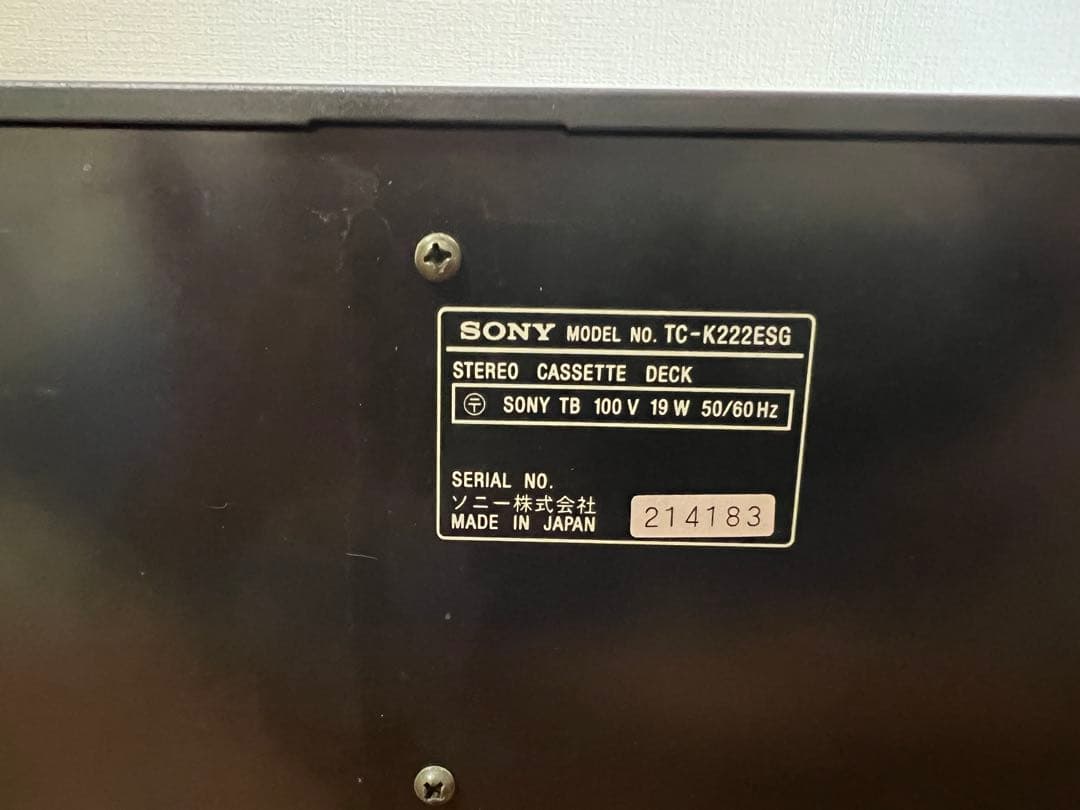 SONY MODEL NO. TC-K222ESG
STEREO CASSETTE DECK
〒 SONY TB 100 V 19 W 50/60 Hz
SERIAL NO.
ソニー株式会社
MADE IN JAPAN 214183